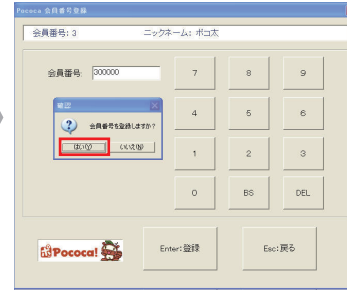 Pococa 会員番号登録
会員番号: 3 ニックネーム: ポコ太
会員番号: 300000
7 8 9
確認
会員番号を登録しますか?
はい(Y) いいえ(N)
4 5 6
1 2 3
0 BS DEL
Pococa!
Enter:登録 Esc:戻る